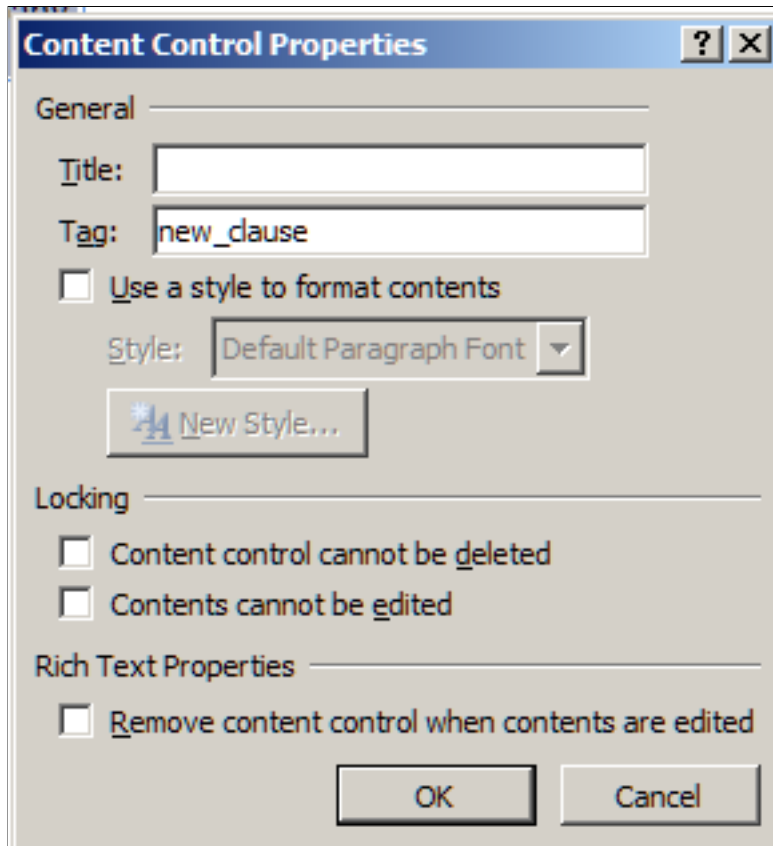 Content Control Properties
General
Title:
Tag: new_clause
Use a style to format contents
Style: Default Paragraph Font
New Style...
Locking
Content control cannot be deleted
Contents cannot be edited
Rich Text Properties
Remove content control when contents are edited
OK Cancel